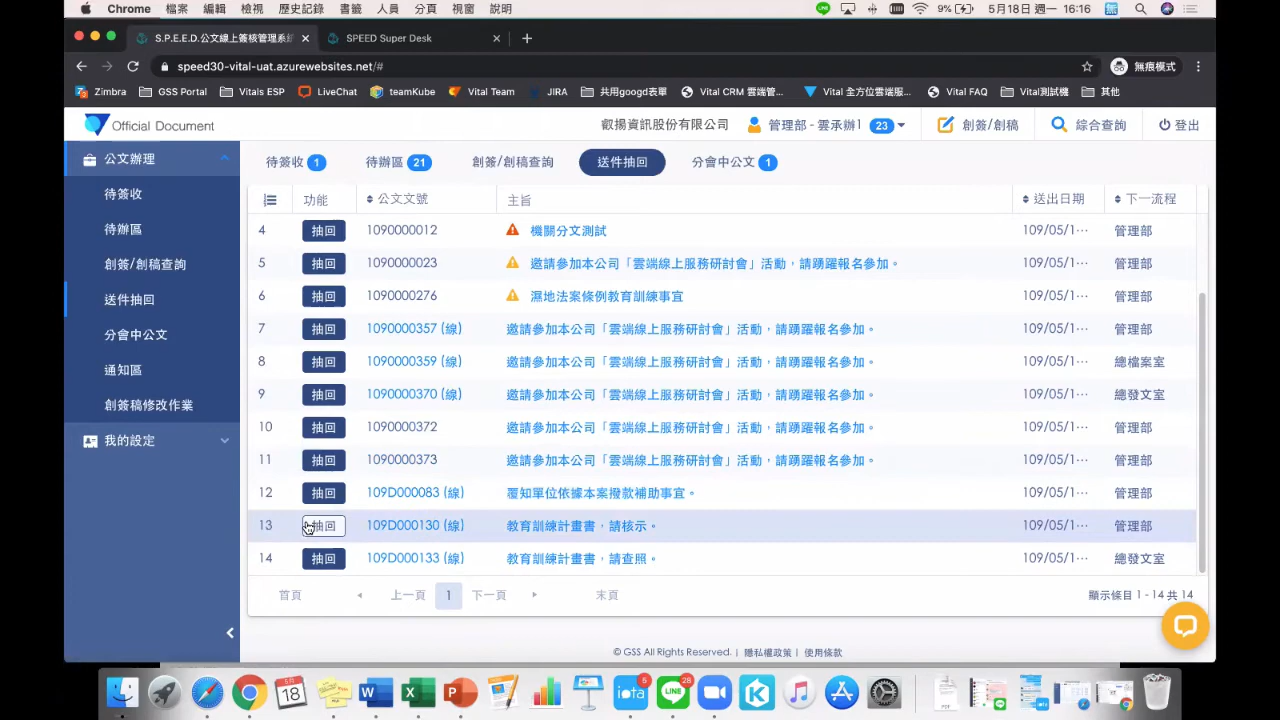 Chrome 檔案 編輯 檢視 歷史記錄 書籤 人員 分頁 視窗 說明 9% 5月18日 週一 16:16
S.P.E.E.D.公文線上簽核管理系統 SPEED Super Desk
speed30-vital-uat.azurewebsites.net/# 無痕模式
Zimbra GSS Portal Vitals ESP LiveChat teamKube Vital Team JIRA 共用googd表單 Vital CRM 雲端管... Vital 全方位雲端服... Vital FAQ Vital測試機 其他
Official Document 叡揚資訊股份有限公司 管理部 - 雲承辦1 23 創簽/創稿 綜合查詢 登出
公文辦理
待簽收
待辦區
創簽/創稿查詢
送件抽回
分會中公文
通知區
創簽稿修改作業
我的設定
待簽收 1 待辦區 21 創簽/創稿查詢 送件抽回 分會中公文 1
功能 公文文號 主旨 送出日期 下一流程
4 抽回 1090000012 機關分文測試 109/05/1⋯ 管理部
5 抽回 1090000023 邀請參加本公司「雲端線上服務研討會」活動，請踴躍報名參加。 109/05/1⋯ 管理部
6 抽回 1090000276 濕地法案條例教育訓練事宜 109/05/1⋯ 管理部
7 抽回 1090000357 (線) 邀請參加本公司「雲端線上服務研討會」活動，請踴躍報名參加。 109/05/1⋯ 管理部
8 抽回 1090000359 (線) 邀請參加本公司「雲端線上服務研討會」活動，請踴躍報名參加。 109/05/1⋯ 總檔案室
9 抽回 1090000370 (線) 邀請參加本公司「雲端線上服務研討會」活動，請踴躍報名參加。 109/05/1⋯ 總發文室
10 抽回 1090000372 邀請參加本公司「雲端線上服務研討會」活動，請踴躍報名參加。 109/05/1⋯ 管理部
11 抽回 1090000373 邀請參加本公司「雲端線上服務研討會」活動，請踴躍報名參加。 109/05/1⋯ 管理部
12 抽回 109D000083 (線) 覆知單位依據本案撥款補助事宜。 109/05/1⋯ 管理部
13 抽回 109D000130 (線) 教育訓練計畫書，請核示。 109/05/1⋯ 管理部
14 抽回 109D000133 (線) 教育訓練計畫書，請查照。 109/05/1⋯ 總發文室
首頁 上一頁 1 下一頁 末頁 顯示條目 1 - 14 共 14
© GSS All Rights Reserved. | 隱私權政策 | 使用條款
5月 18 iota 5 LINE 28